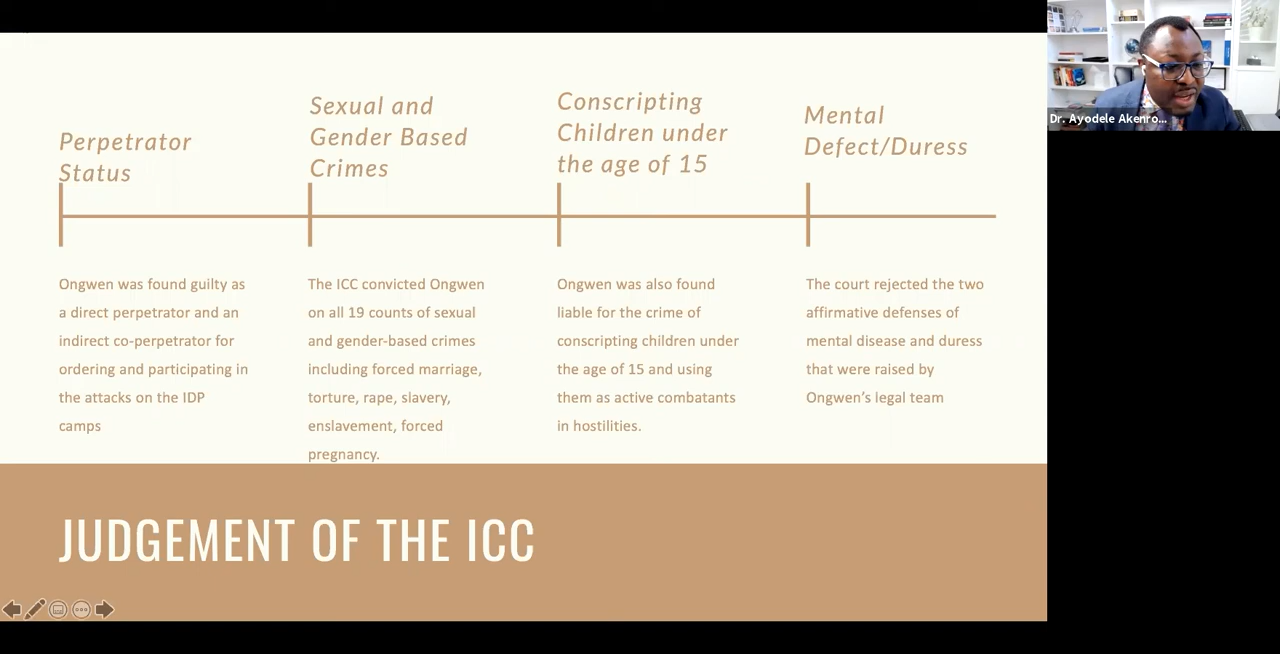 Perpetrator
Status
Sexual and
Gender Based
Crimes
Conscripting
Children under
the age of 15
Mental
Defect/Duress
Ongwen was found guilty as
a direct perpetrator and an
indirect co-perpetrator for
ordering and participating in
the attacks on the IDP
camps
The ICC convicted Ongwen
on all 19 counts of sexual
and gender-based crimes
including forced marriage,
torture, rape, slavery,
enslavement, forced
pregnancy.
Ongwen was also found
liable for the crime of
conscripting children under
the age of 15 and using
them as active combatants
in hostilities.
The court rejected the two
affirmative defenses of
mental disease and duress
that were raised by
Ongwen's legal team
JUDGEMENT OF THE ICC
Dr. Ayodele Akenro...